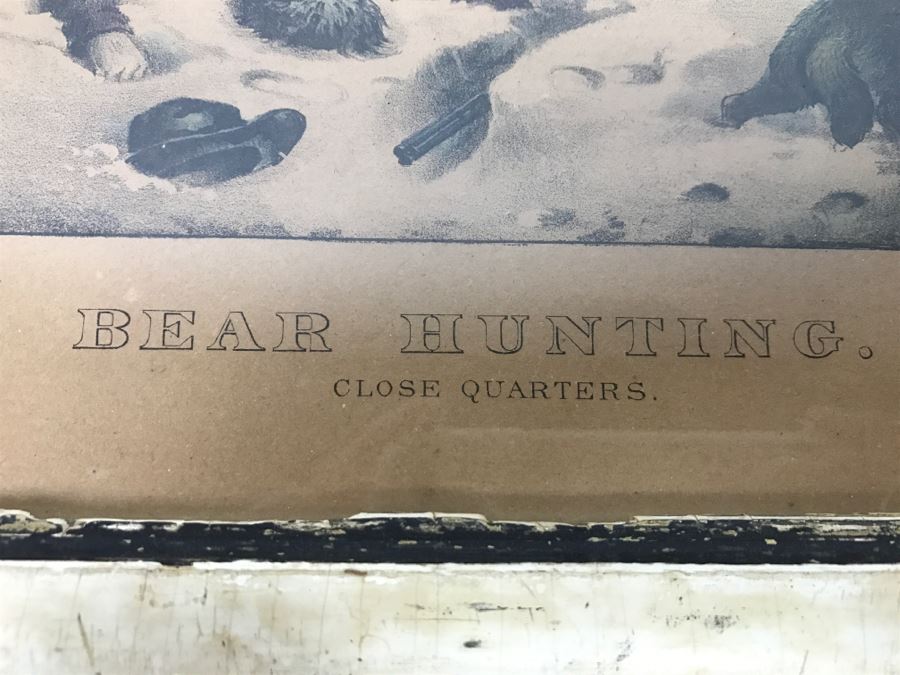 BEAR HUNTING.
CLOSE QUARTERS.